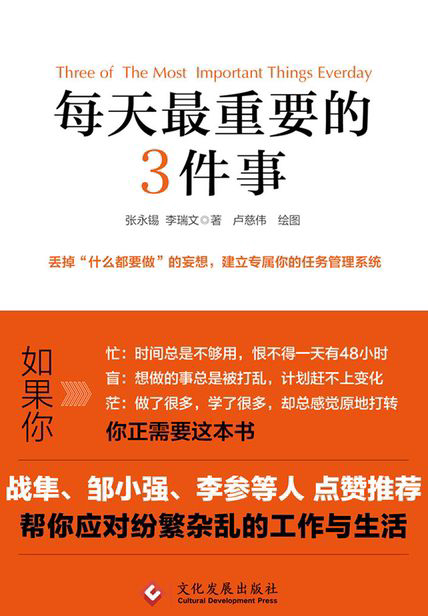 Three of The Most Important Things Everday
每天最重要的
3件事
张永锡 李瑞文◎著 卢慈伟 绘图
丢掉“什么都要做”的妄想，建立专属你的任务管理系统
如果你
忙：时间总是不够用，恨不得一天有48小时
盲：想做的事总是被打乱，计划赶不上变化
茫：做了很多，学了很多，却总感觉原地打转
你正需要这本书
战隼、邹小强、李参等人 点赞推荐
帮你应对纷繁杂乱的工作与生活
文化发展出版社
Cultural Development Press